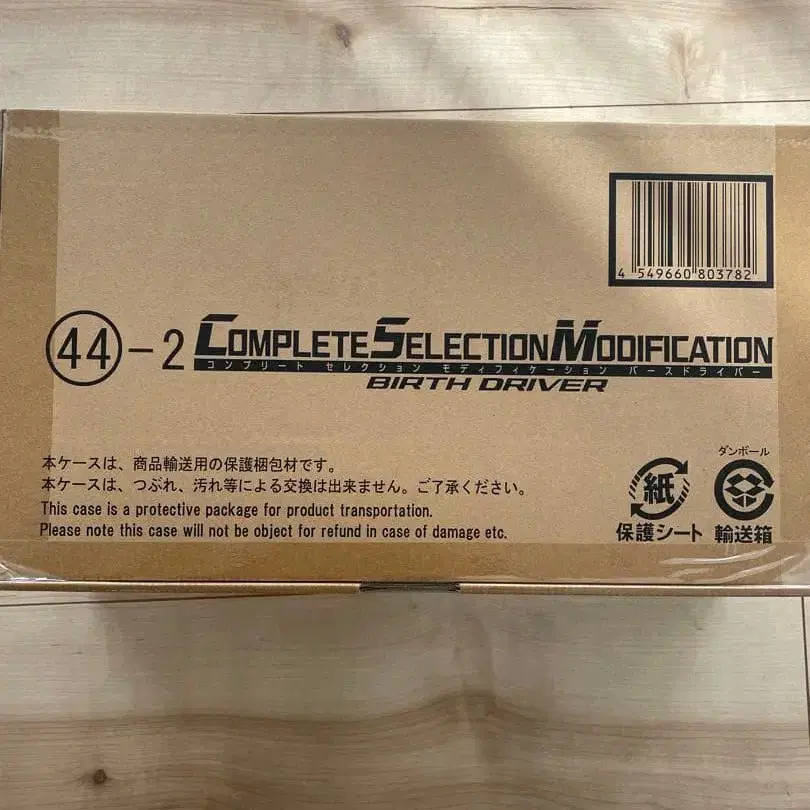 4 549660 803782
㊹-2 COMPLETE SELECTION MODIFICATION
コンプリート セレクション モディフィケーション バースドライバー
BIRTH DRIVER
本ケースは、商品輸送用の保護梱包材です。
本ケースは、つぶれ、汚れ等による交換は出来ません。ご了承ください。
This case is a protective package for product transportation.
Please note this case will not be object for refund in case of damage etc.
紙
保護シート
ダンボール
輸送箱